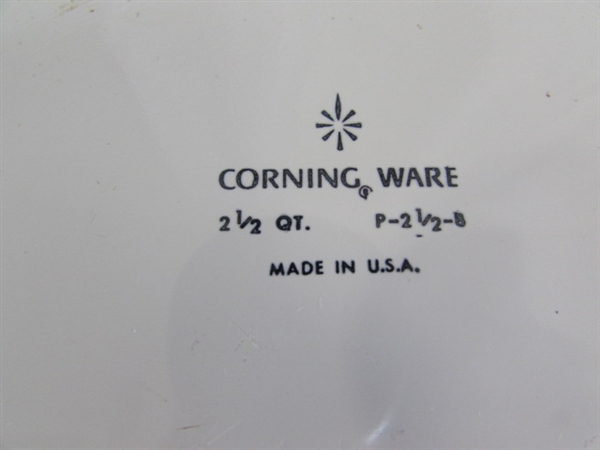 CORNING® WARE
2 1/2 QT. P-2 1/2-B
MADE IN U.S.A.